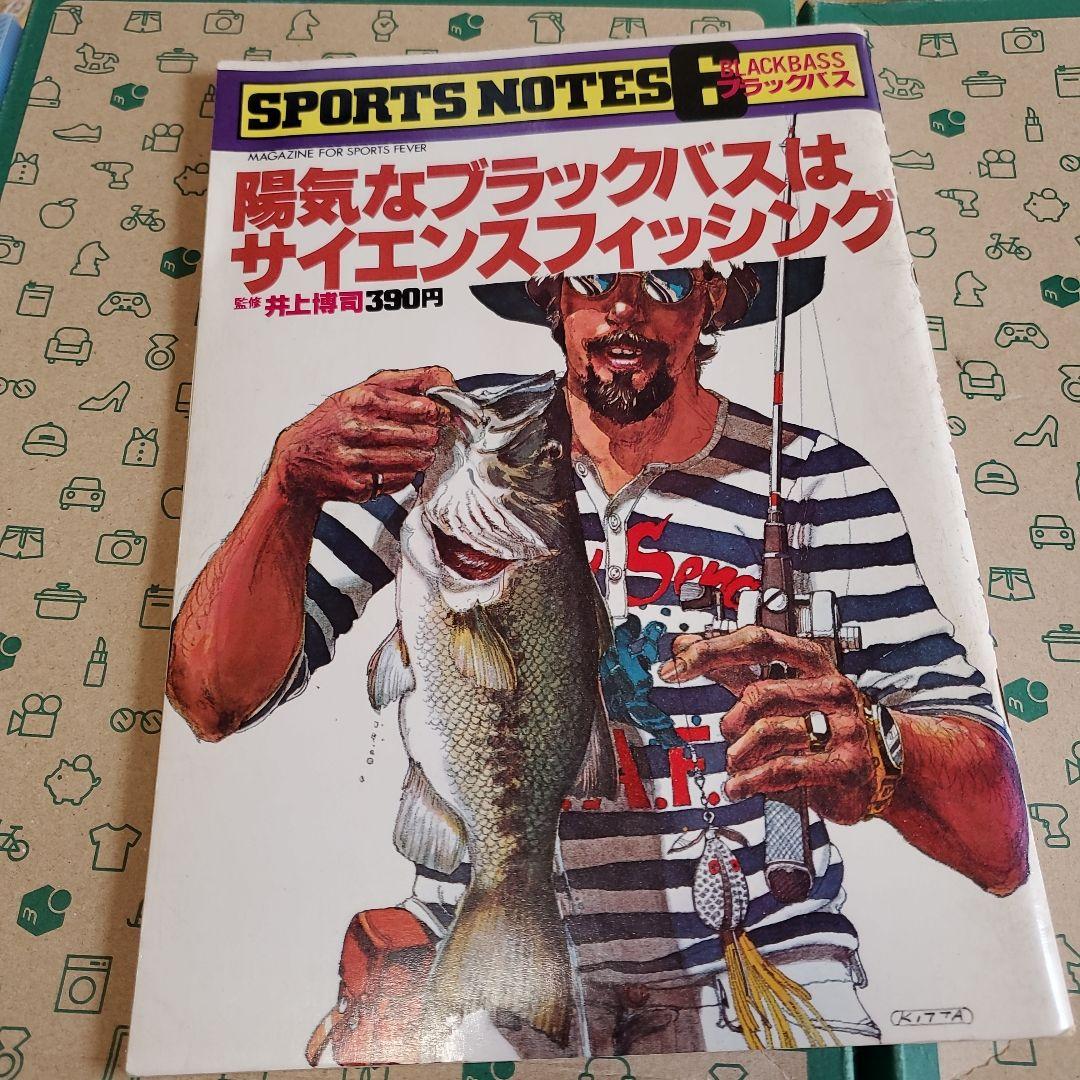 SPORTS NOTES 6 BLACKBASS
ブラックバス
MAGAZINE FOR SPORTS FEVER
陽気なブラックバスは
サイエンスフィッシング
監修 井上博司 390円
Send
A.F.
KITTA